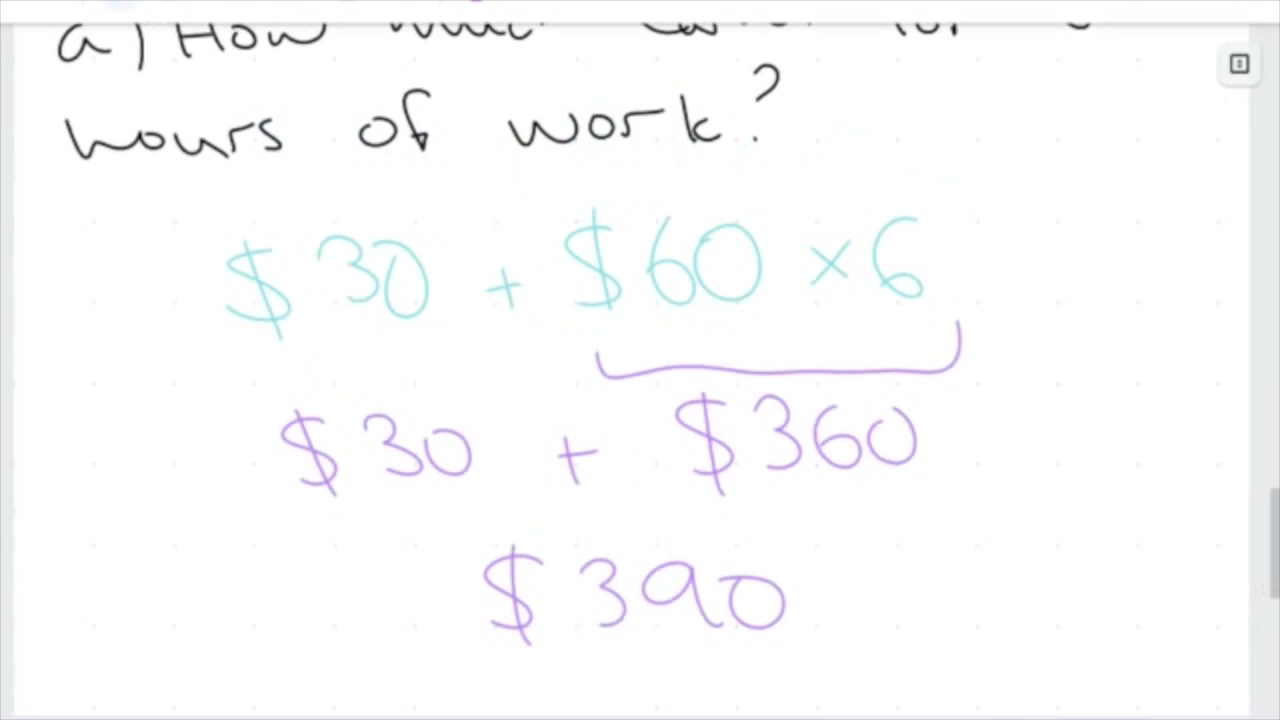 a) How
hours of work?
$30 + $60 × 6
$30 + $360
$390